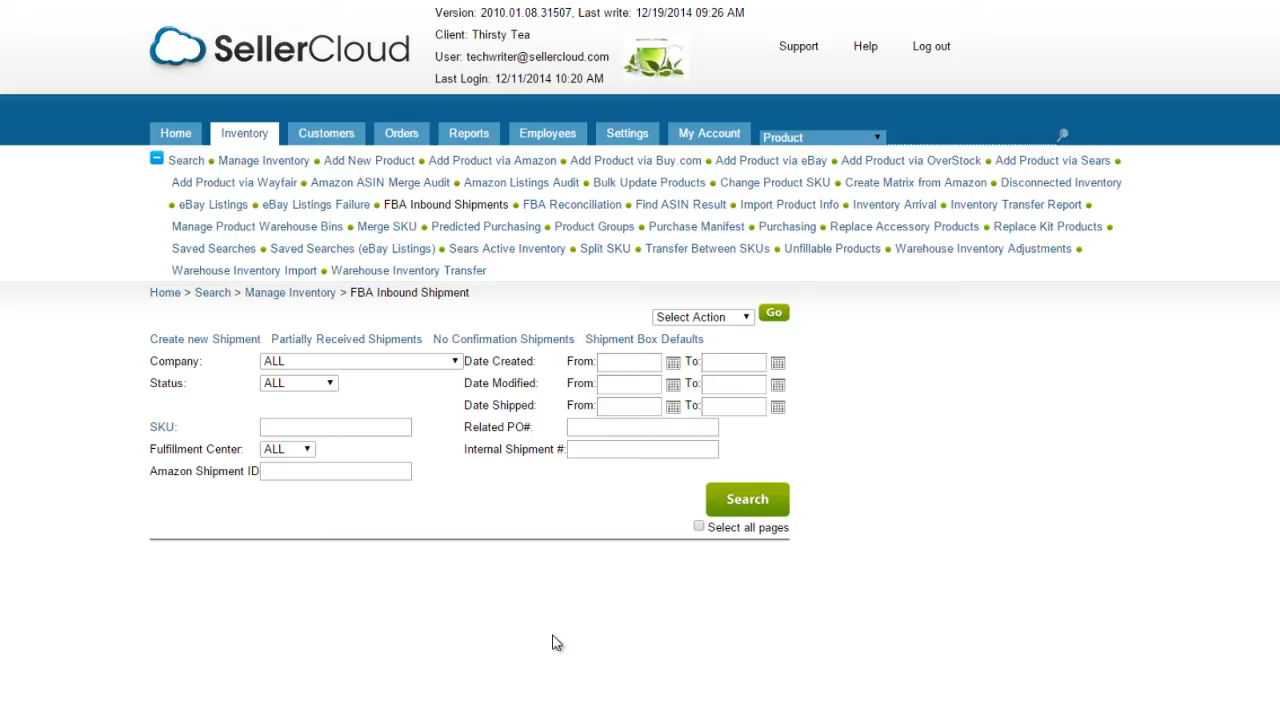 Version: 2010.01.08.31507, Last write: 12/19/2014 09:26 AM
SellerCloud
Client: Thirsty Tea
User: techwriter@sellercloud.com
Last Login: 12/11/2014 10:20 AM
Support Help Log out
Home Inventory Customers Orders Reports Employees Settings My Account Product
Search Manage Inventory Add New Product Add Product via Amazon Add Product via Buy.com Add Product via eBay Add Product via OverStock Add Product via Sears
Add Product via Wayfair Amazon ASIN Merge Audit Amazon Listings Audit Bulk Update Products Change Product SKU Create Matrix from Amazon Disconnected Inventory
eBay Listings eBay Listings Failure FBA Inbound Shipments FBA Reconciliation Find ASIN Result Import Product Info Inventory Arrival Inventory Transfer Report
Manage Product Warehouse Bins Merge SKU Predicted Purchasing Product Groups Purchase Manifest Purchasing Replace Accessory Products Replace Kit Products
Saved Searches Saved Searches (eBay Listings) Sears Active Inventory Split SKU Transfer Between SKUs Unfillable Products Warehouse Inventory Adjustments
Warehouse Inventory Import Warehouse Inventory Transfer
Home > Search > Manage Inventory > FBA Inbound Shipment
Select Action Go
Create new Shipment Partially Received Shipments No Confirmation Shipments Shipment Box Defaults
Company: ALL Date Created: From: To:
Status: ALL Date Modified: From: To:
Date Shipped: From: To:
SKU: Related PO#:
Fulfillment Center: ALL Internal Shipment #:
Amazon Shipment ID
Search
Select all pages